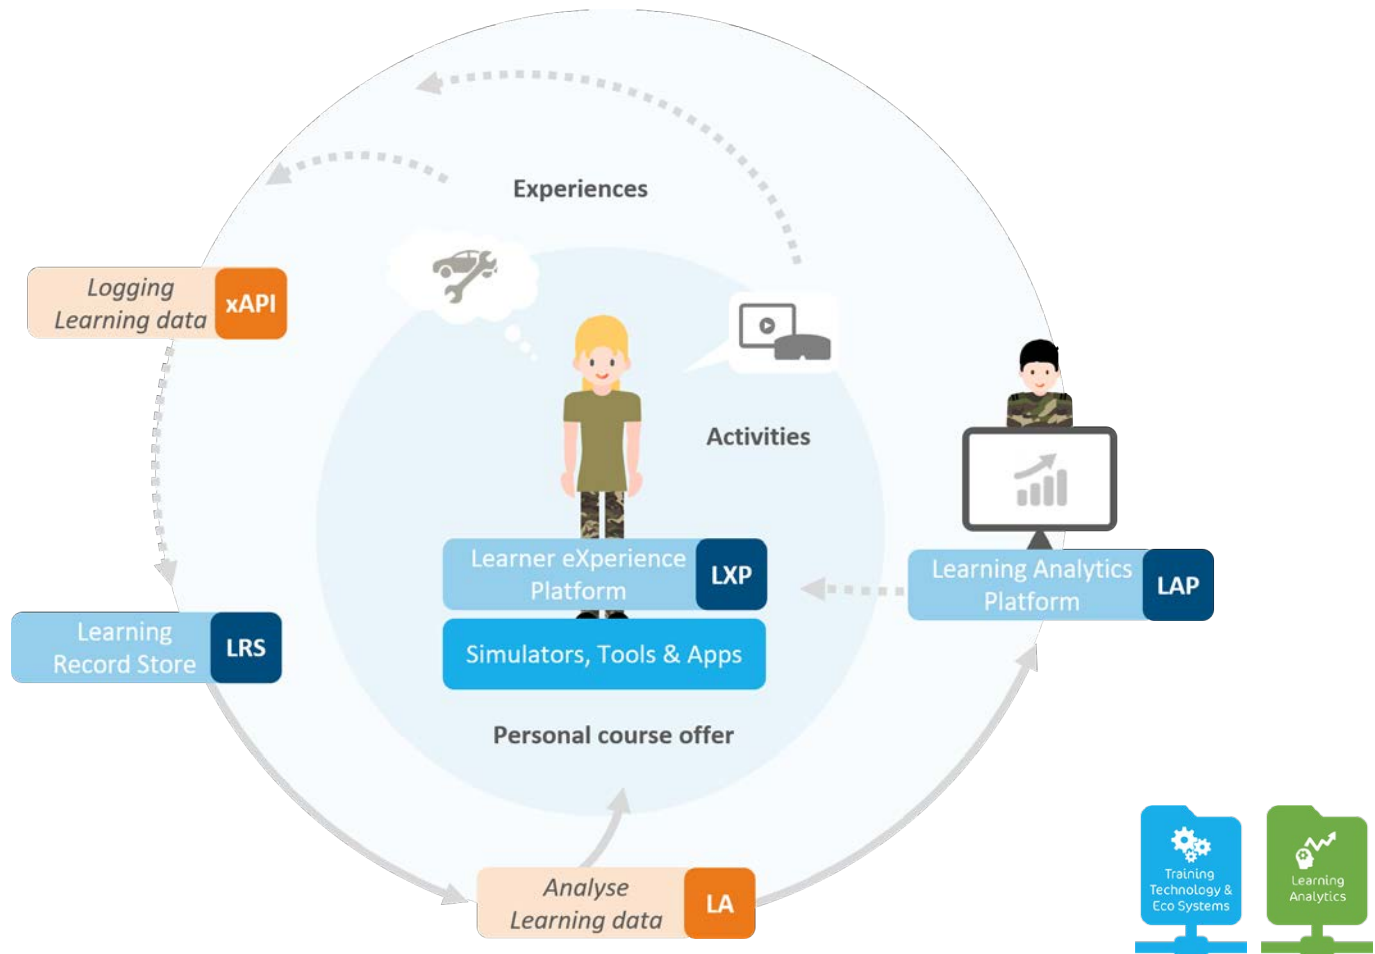 Experiences
Logging
Learning data
xAPI
Activities
Learner eXperience
Platform
LXP
Learning Analytics
Platform
LAP
Learning
Record Store
LRS
Simulators, Tools & Apps
Personal course offer
Analyse
Learning data
LA
Training
Technology &
Eco Systems
Learning
Analytics